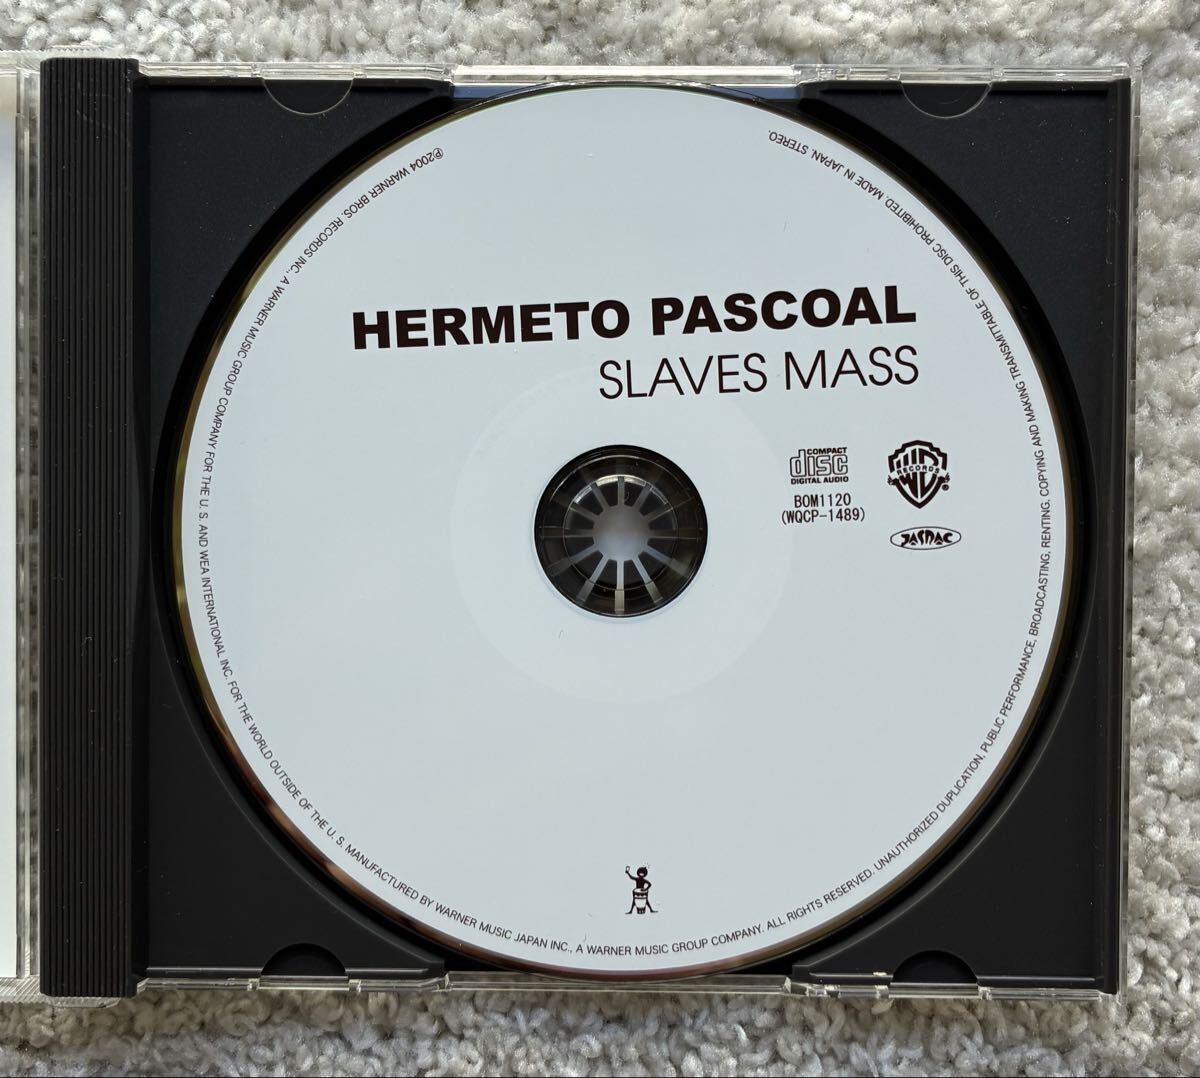 HERMETO PASCOAL
SLAVES MASS
COMPACT
disc
DIGITAL AUDIO
BOM1120
(WQCP-1489)
WB
RECORDS
®
JASRAC
℗2004 WARNER BROS. RECORDS INC., A WARNER MUSIC GROUP COMPANY FOR THE U. S. AND WEA INTERNATIONAL INC. FOR THE WORLD OUTSIDE OF THE U. S. MANUFACTURED BY WARNER MUSIC JAPAN INC., A WARNER MUSIC GROUP COMPANY. ALL RIGHTS RESERVED. UNAUTHORIZED DUPLICATION, PUBLIC PERFORMANCE, BROADCASTING, RENTING, COPYING AND MAKING TRANSMITTABLE OF THIS DISC PROHIBITED. MADE IN JAPAN. STEREO.